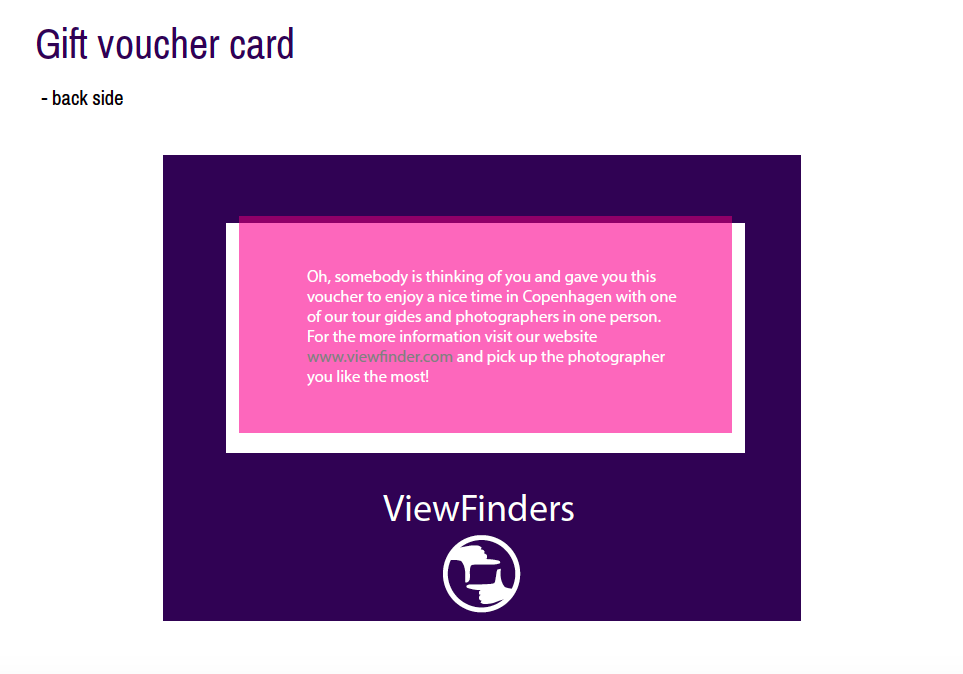 Gift voucher card
- back side
Oh, somebody is thinking of you and gave you this
voucher to enjoy a nice time in Copenhagen with one
of our tour gides and photographers in one person.
For the more information visit our website
www.viewfinder.com and pick up the photographer
you like the most!
ViewFinders